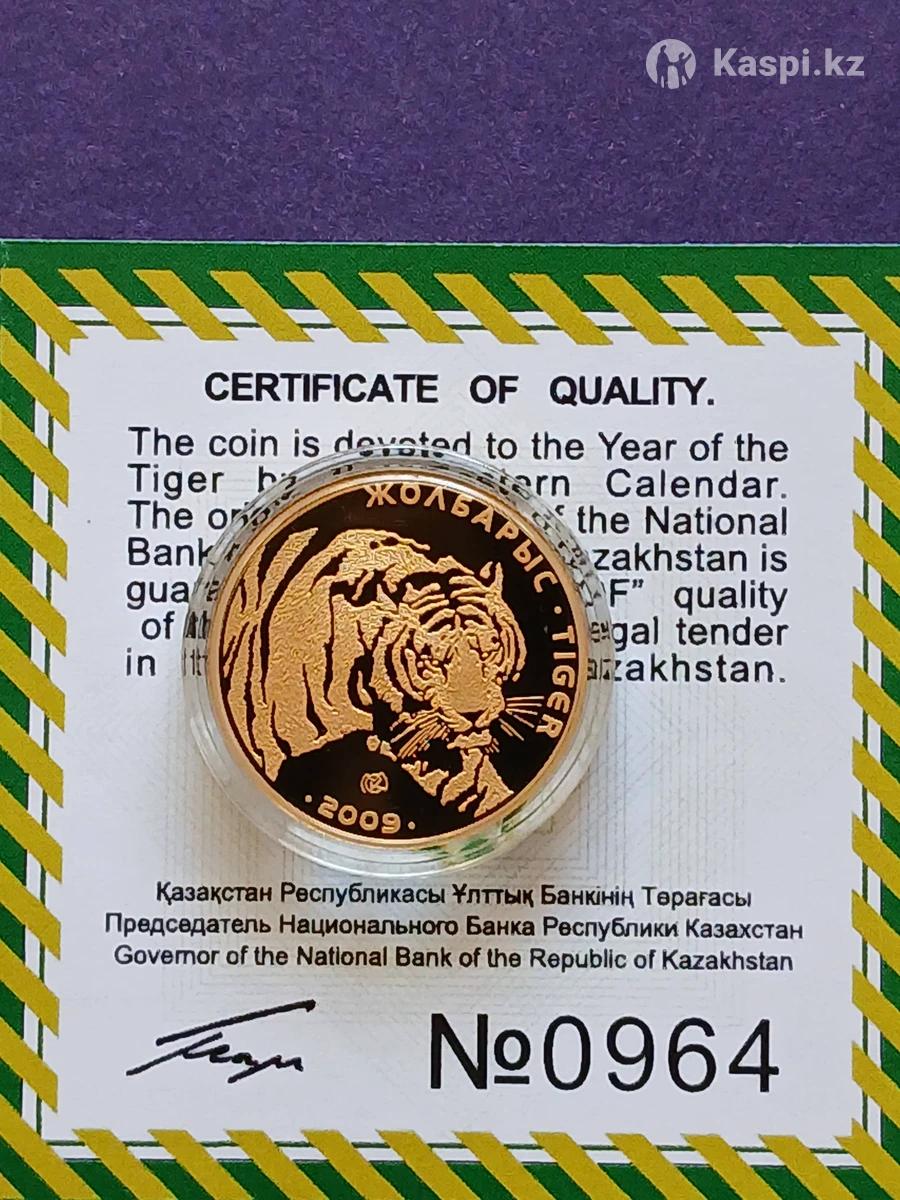 Kaspi.kz
CERTIFICATE OF QUALITY.
The coin is devoted to the Year of the
Tiger Calendar.
The the National
Bank zakhstan is
F” quality
of tender
in zakhstan.
ЖОЛБАРЫС · TIGER
· 2009 ·
Қазақстан Республикасы Ұлттық Банкінің Төрағасы
Председатель Национального Банка Республики Казахстан
Governor of the National Bank of the Republic of Kazakhstan
№0964